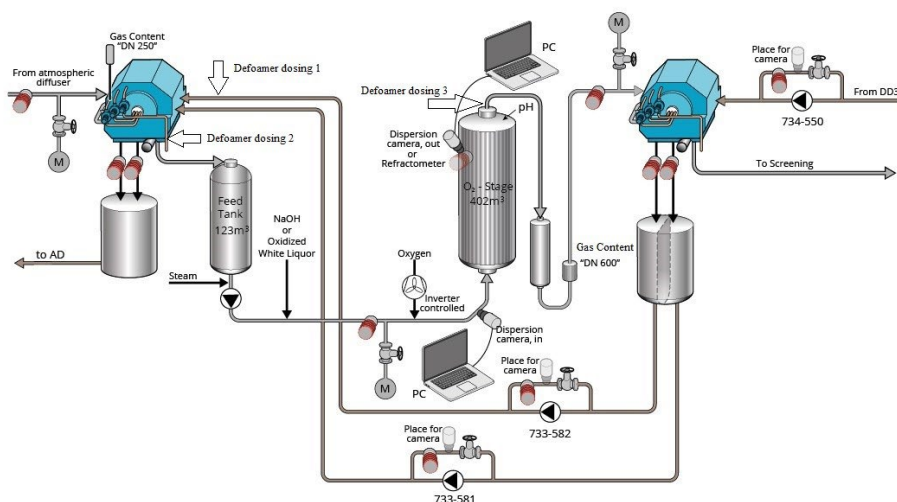 Gas Content
"DN 250"
From atmospheric
diffuser
M
Defoamer dosing 1
Defoamer dosing 2
to AD
Feed
Tank
123m³
Steam
NaOH
or
Oxidized
White Liquor
M
Oxygen
Inverter
controlled
Dispersion
camera, in
PC
PC
Defoamer dosing 3
pH
Dispersion
camera, out
or
Refractometer
O₂ - Stage
402m³
Gas Content
"DN 600"
M
Place for
camera
734-550
From DD3
To Screening
Place for
camera
733-582
Place for
camera
733-581